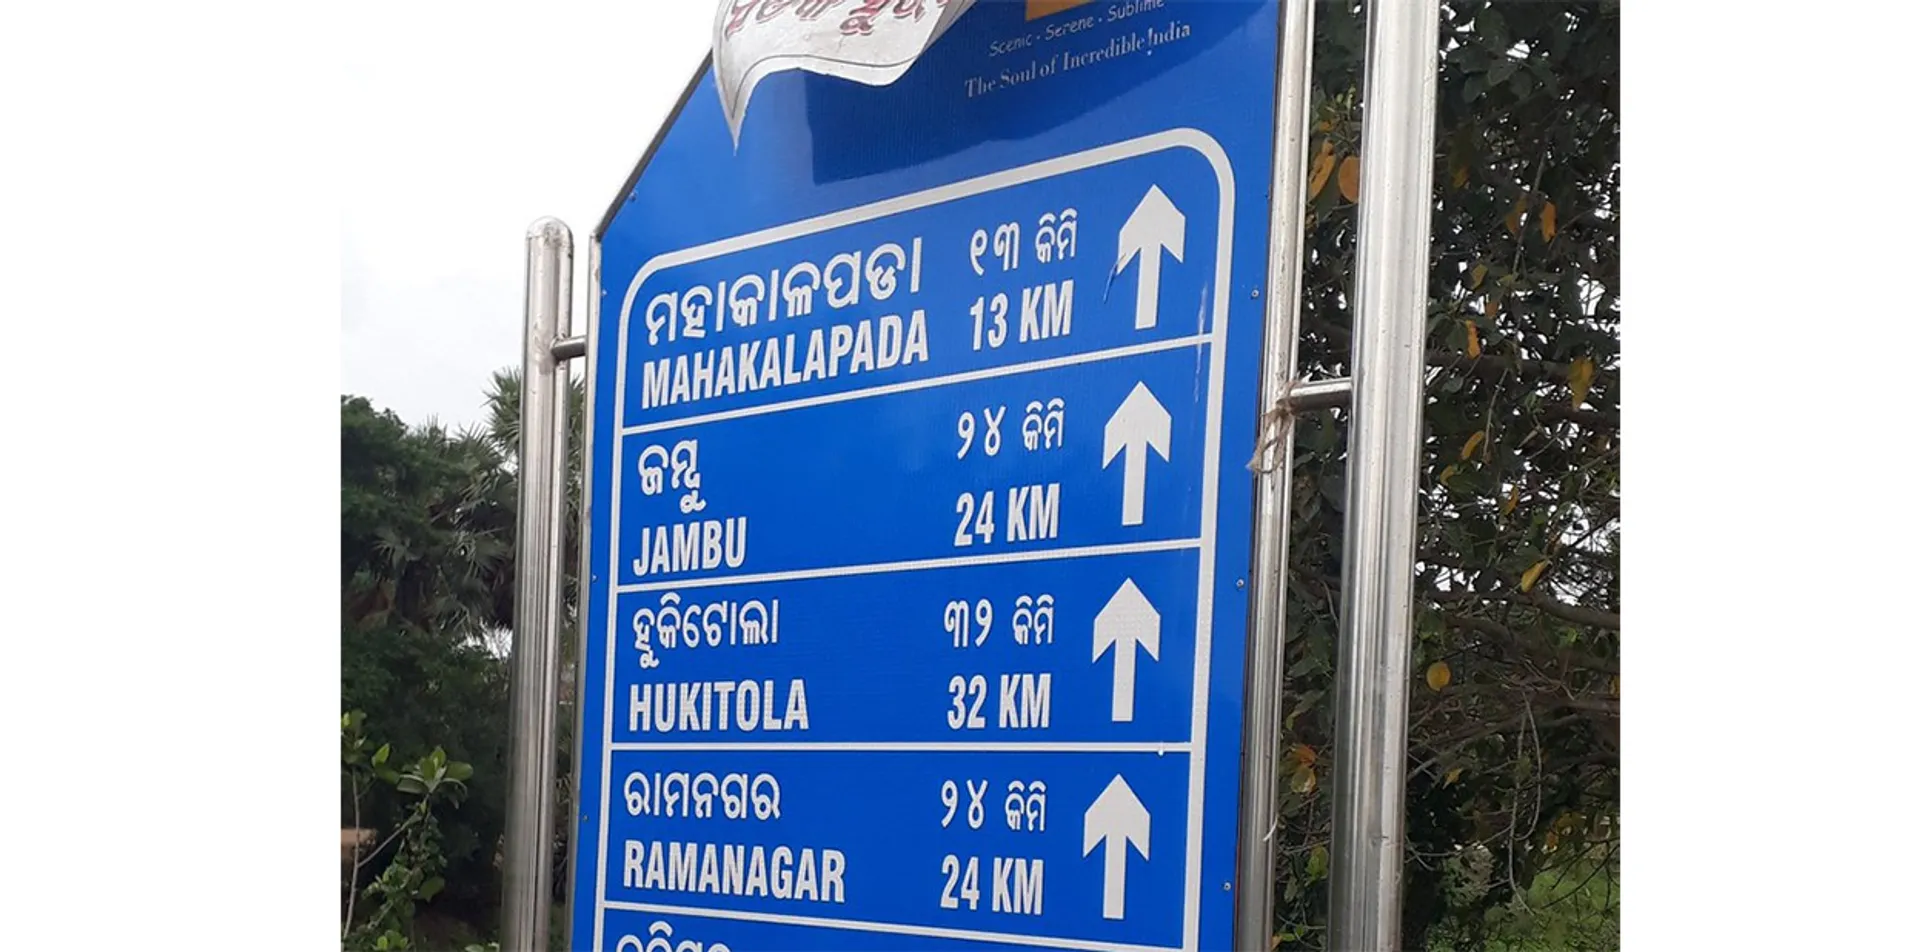 Scenic · Serene · Sublime
The Soul of Incredible India
ମହାକାଳପଡା ୧୩ କିମି
MAHAKALAPADA 13 KM
ଜମ୍ବୁ ୨୪ କିମି
JAMBU 24 KM
ହୁକିଟୋଲା ୩୨ କିମି
HUKITOLA 32 KM
ରାମନଗର ୨୪ କିମି
RAMANAGAR 24 KM